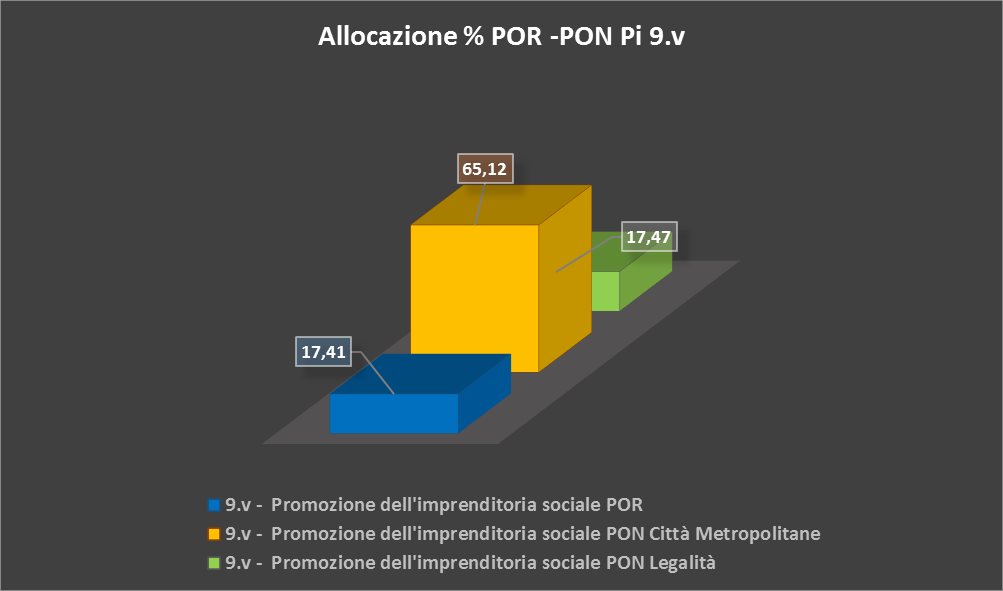 Allocazione % POR -PON Pi 9.v
65,12
17,47
17,41
9.v -  Promozione dell'imprenditoria sociale POR
9.v -  Promozione dell'imprenditoria sociale PON Città Metropolitane
9.v -  Promozione dell'imprenditoria sociale PON Legalità